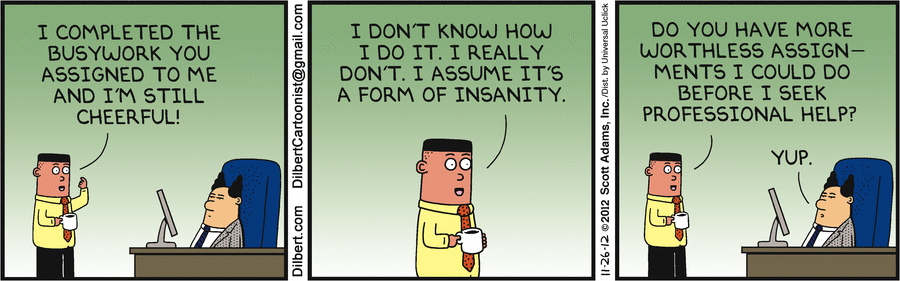 I COMPLETED THE
BUSYWORK YOU
ASSIGNED TO ME
AND I'M STILL
CHEERFUL!
Dilbert.com DilbertCartoonist@gmail.com
I DON'T KNOW HOW
I DO IT. I REALLY
DON'T. I ASSUME IT'S
A FORM OF INSANITY.
11-26-12 ©2012 Scott Adams, Inc. /Dist. by Universal Uclick
DO YOU HAVE MORE
WORTHLESS ASSIGN-
MENTS I COULD DO
BEFORE I SEEK
PROFESSIONAL HELP?
YUP.